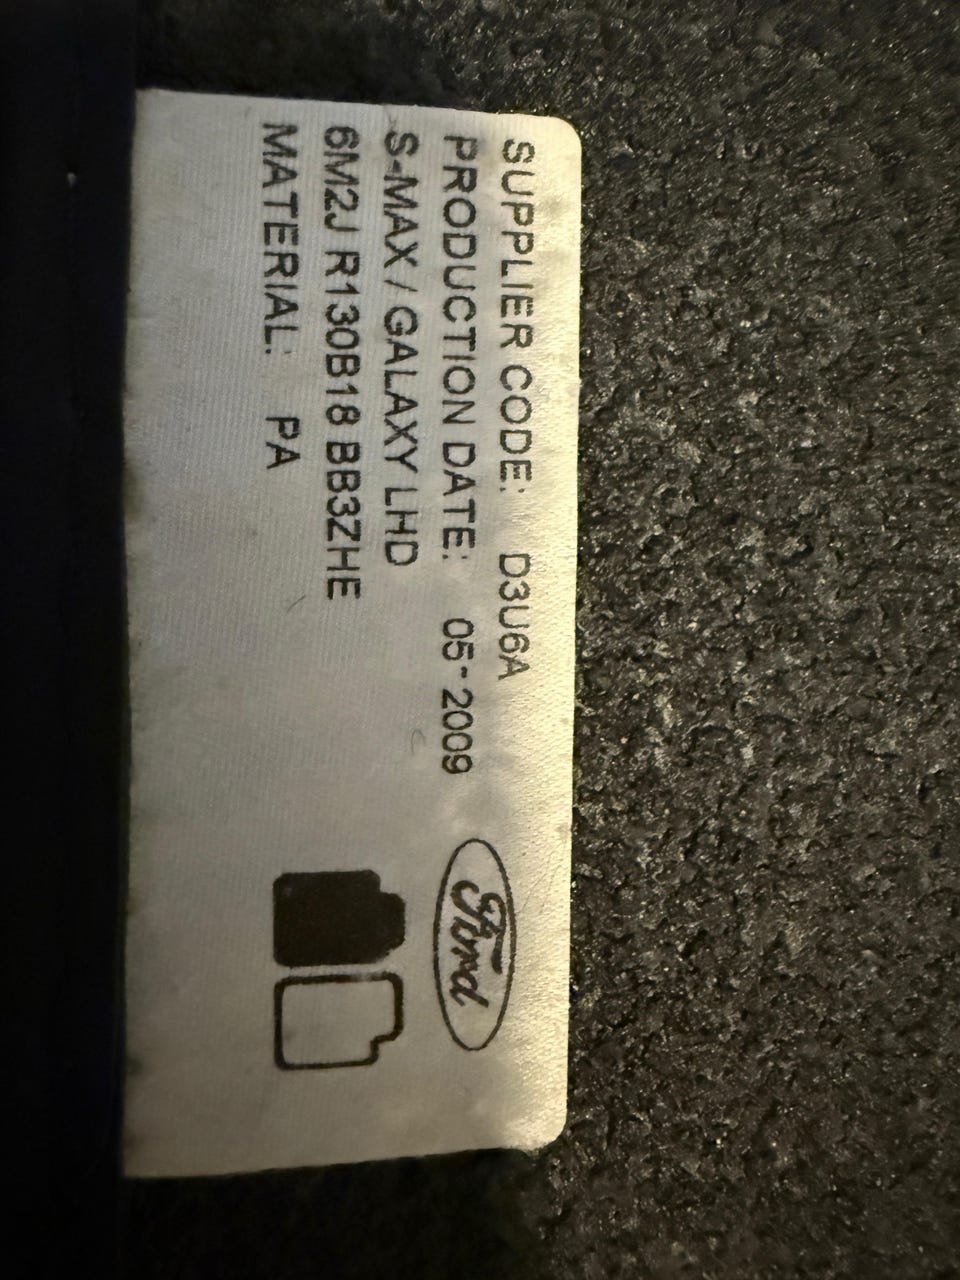 SUPPLIER CODE: D3U6A
PRODUCTION DATE: 05-2009
S-MAX / GALAXY LHD
6M2J R130B18 BB3ZHE
MATERIAL: PA
Ford